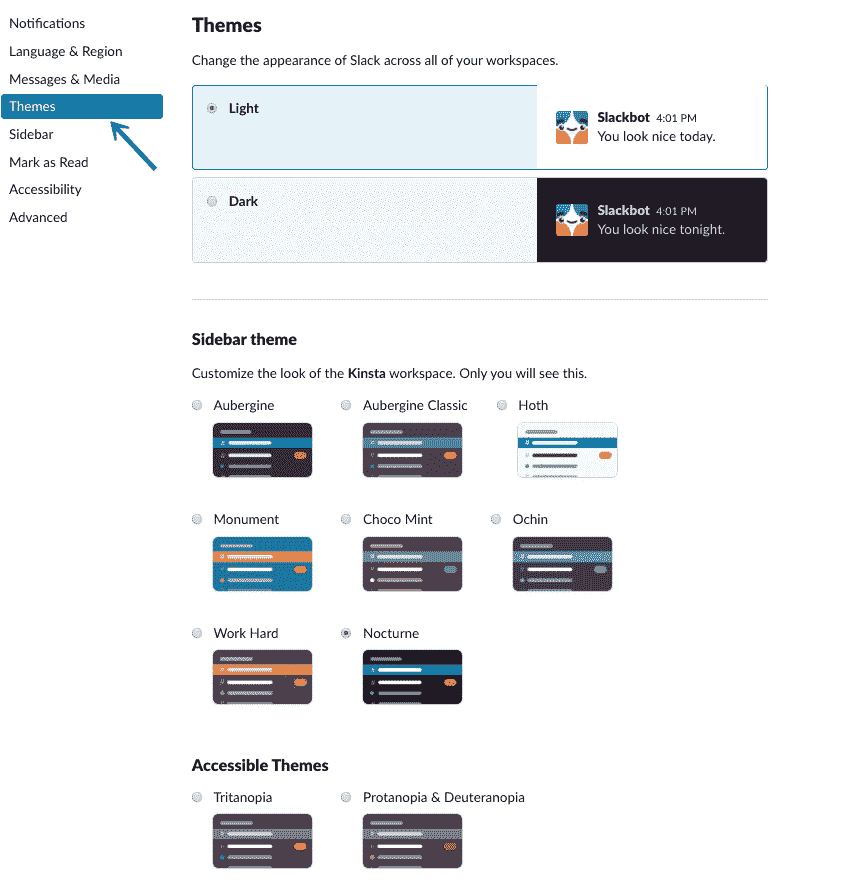 Notifications
Language & Region
Messages & Media
Themes
Sidebar
Mark as Read
Accessibility
Advanced
Themes
Change the appearance of Slack across all of your workspaces.
Light
Slackbot 4:01 PM
You look nice today.
Dark
Slackbot 4:01 PM
You look nice tonight.
Sidebar theme
Customize the look of the Kinsta workspace. Only you will see this.
Aubergine Aubergine Classic Hoth
Monument Choco Mint Ochin
Work Hard Nocturne
Accessible Themes
Tritanopia Protanopia & Deuteranopia